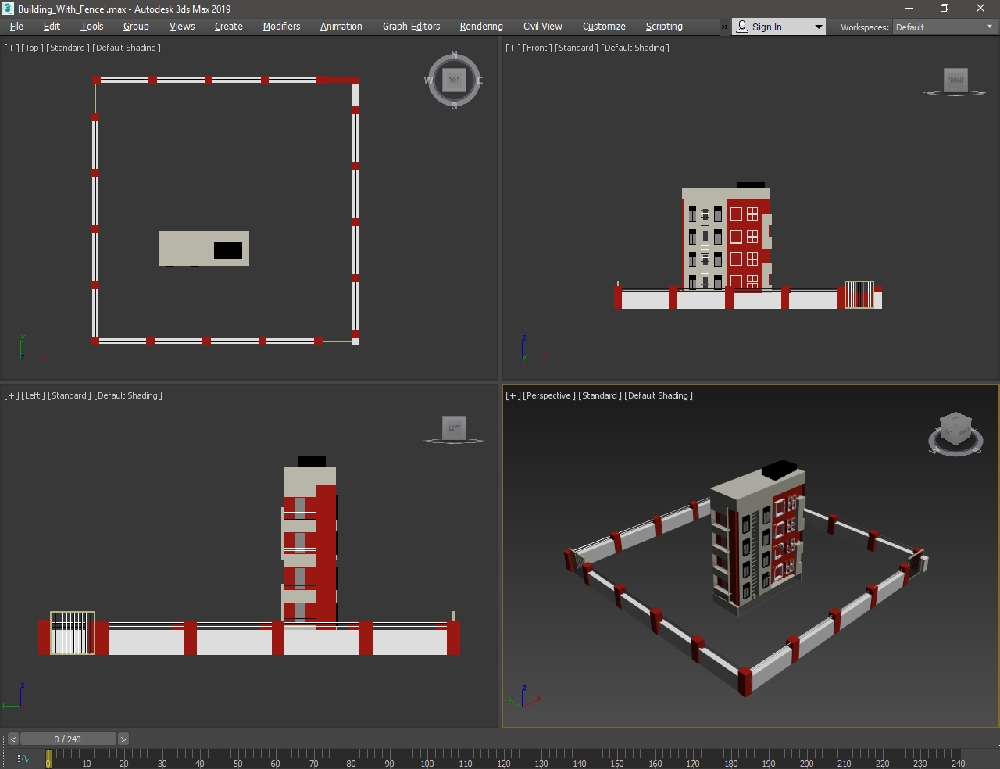 Building_With_Fence .max - Autodesk 3ds Max 2019
File Edit Tools Group Views Create Modifiers Animation Graph Editors Rendering Civil View Customize Scripting » Sign In Workspaces: Default
[+] [Top] [Standard] [Default Shading]
[+] [Front] [Standard] [Default Shading]
N
W TOP E
S
FRONT
[+] [Left] [Standard] [Default Shading]
[+] [Perspective] [Standard] [Default Shading]
LEFT
< 0 / 240 >
0 10 20 30 40 50 60 70 80 90 100 110 120 130 140 150 160 170 180 190 200 210 220 230 240